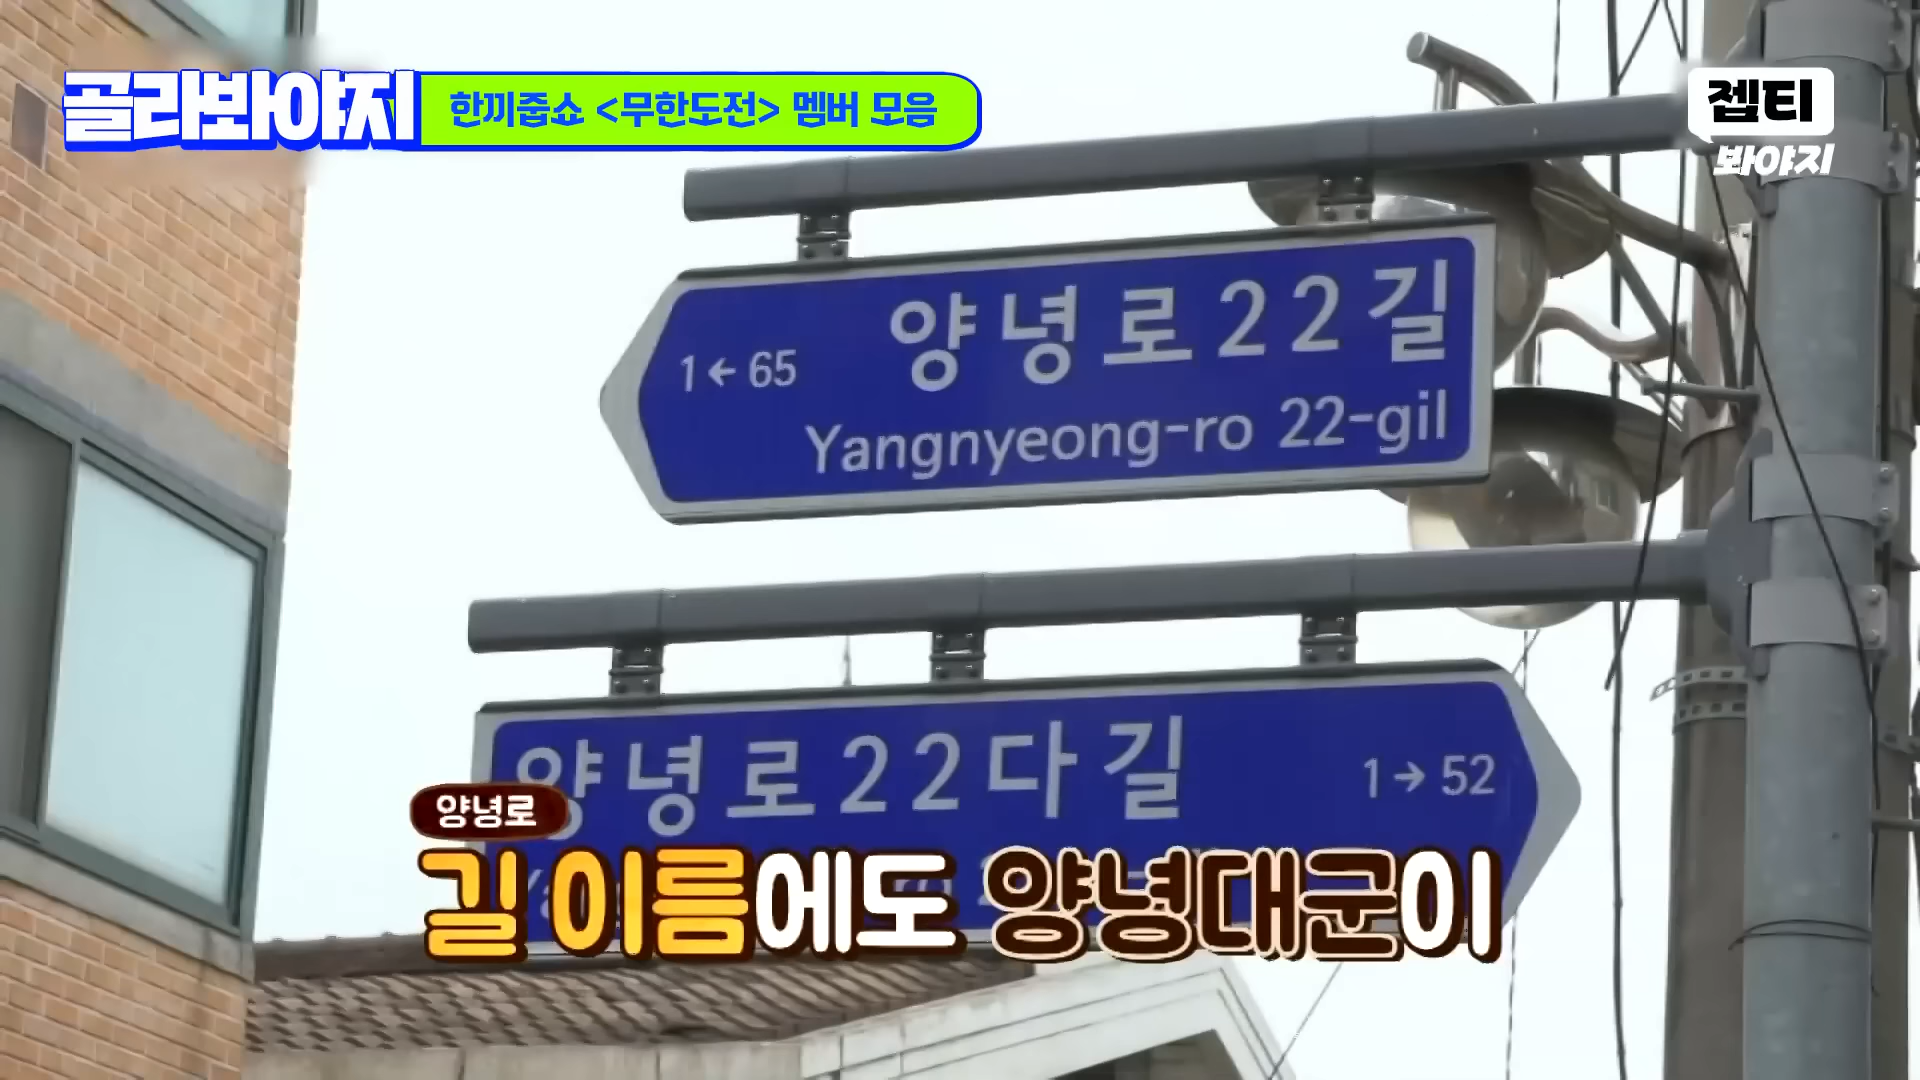 골라봐야지 한끼줍쇼 <무한도전> 멤버 모음
젭티
봐야지
양녕로22길
1←65
Yangnyeong-ro 22-gil
양녕로22다길
1→52
양녕로
길 이름에도 양녕대군이